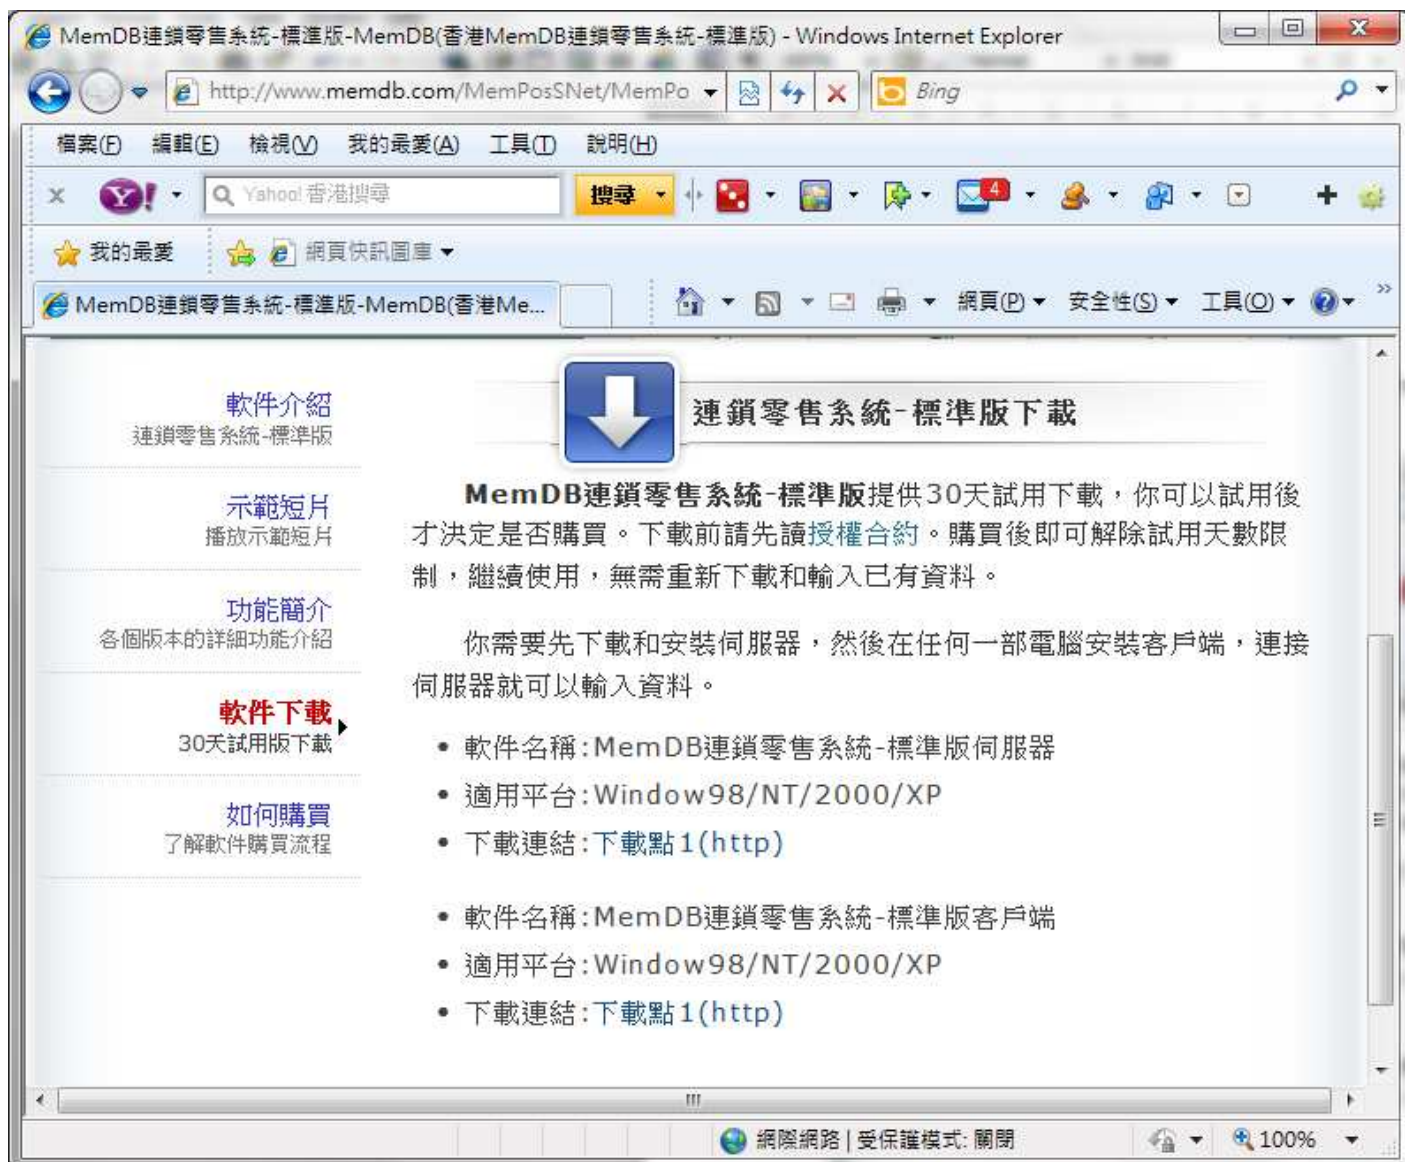 MemDB連鎖零售系統-標準版-MemDB(香港MemDB連鎖零售系統-標準版) - Windows Internet Explorer
http://www.memdb.com/MemPosSNet/MemPo
Bing
檔案(F) 編輯(E) 檢視(V) 我的最愛(A) 工具(T) 說明(H)
Y! Yahoo! 香港搜尋 搜尋 4
我的最愛 網頁快訊圖庫
MemDB連鎖零售系統-標準版-MemDB(香港Me... 網頁(P) 安全性(S) 工具(O)
軟件介紹
連鎖零售系統-標準版
示範短片
播放示範短片
功能簡介
各個版本的詳細功能介紹
軟件下載
30天試用版下載
如何購買
了解軟件購買流程
連鎖零售系統-標準版下載
MemDB連鎖零售系統-標準版提供30天試用下載，你可以試用後
才決定是否購買。下載前請先讀授權合約。購買後即可解除試用天數限
制，繼續使用，無需重新下載和輸入已有資料。
你需要先下載和安裝伺服器，然後在任何一部電腦安裝客戶端，連接
伺服器就可以輸入資料。
• 軟件名稱:MemDB連鎖零售系統-標準版伺服器
• 適用平台:Window98/NT/2000/XP
• 下載連結:下載點1(http)
• 軟件名稱:MemDB連鎖零售系統-標準版客戶端
• 適用平台:Window98/NT/2000/XP
• 下載連結:下載點1(http)
網際網路 | 受保護模式: 關閉 100%